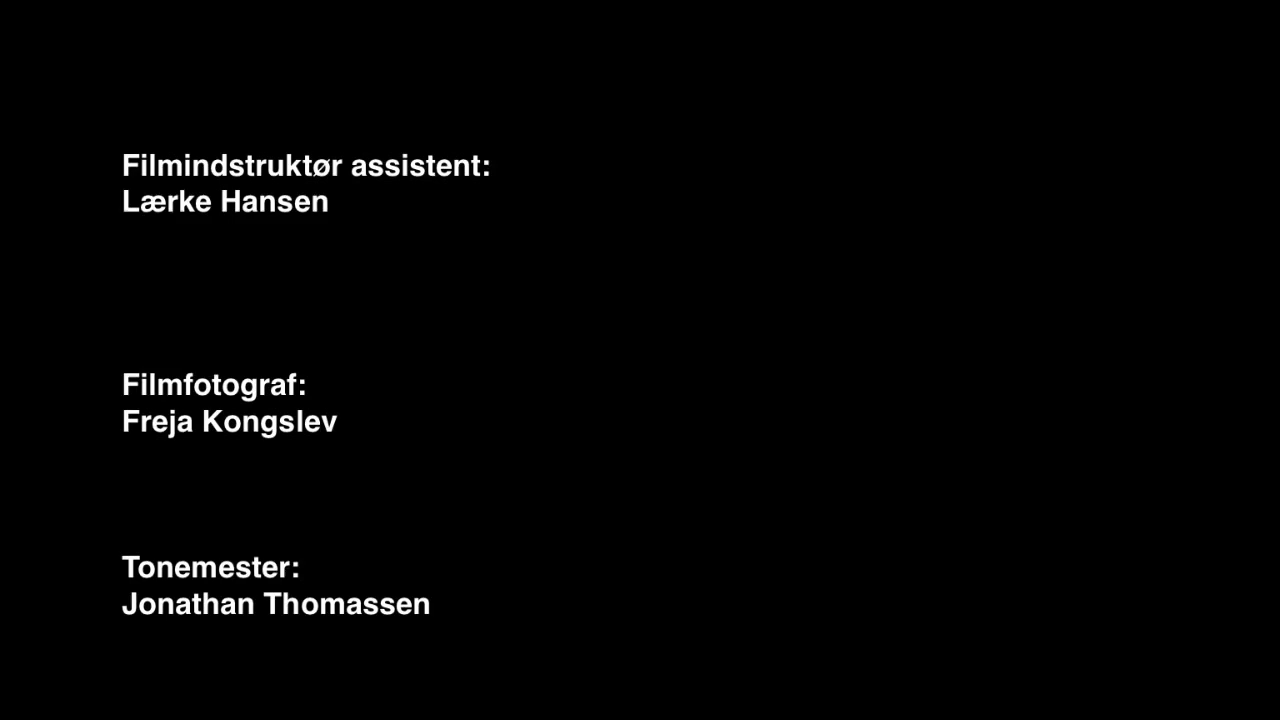 Filmindstruktør assistent:
Lærke Hansen
Filmfotograf:
Freja Kongslev
Tonemester:
Jonathan Thomassen